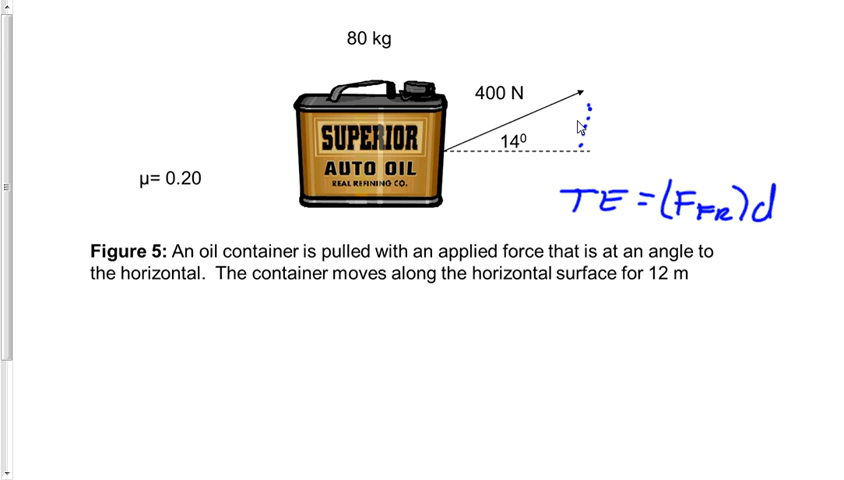 80 kg
400 N
SUPERIOR
14⁰
AUTO OIL
REAL REFINING CO.
μ= 0.20
TE = (F_FR) d
Figure 5: An oil container is pulled with an applied force that is at an angle to
the horizontal. The container moves along the horizontal surface for 12 m